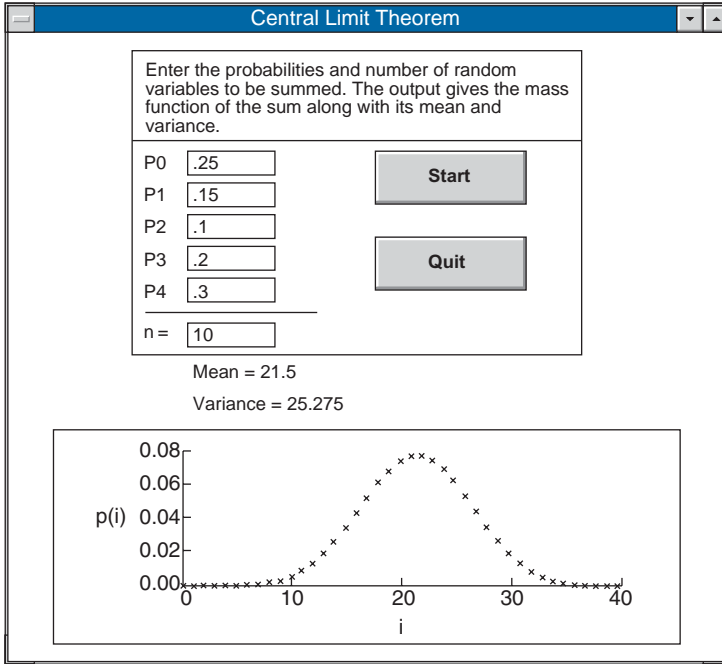 Central Limit Theorem
Enter the probabilities and number of random
variables to be summed. The output gives the mass
function of the sum along with its mean and
variance.
P0 .25
P1 .15
P2 .1
P3 .2
P4 .3
n = 10
Start
Quit
Mean = 21.5
Variance = 25.275
0.08
0.06
p(i) 0.04
0.02
0.00
0 10 20 30 40
i